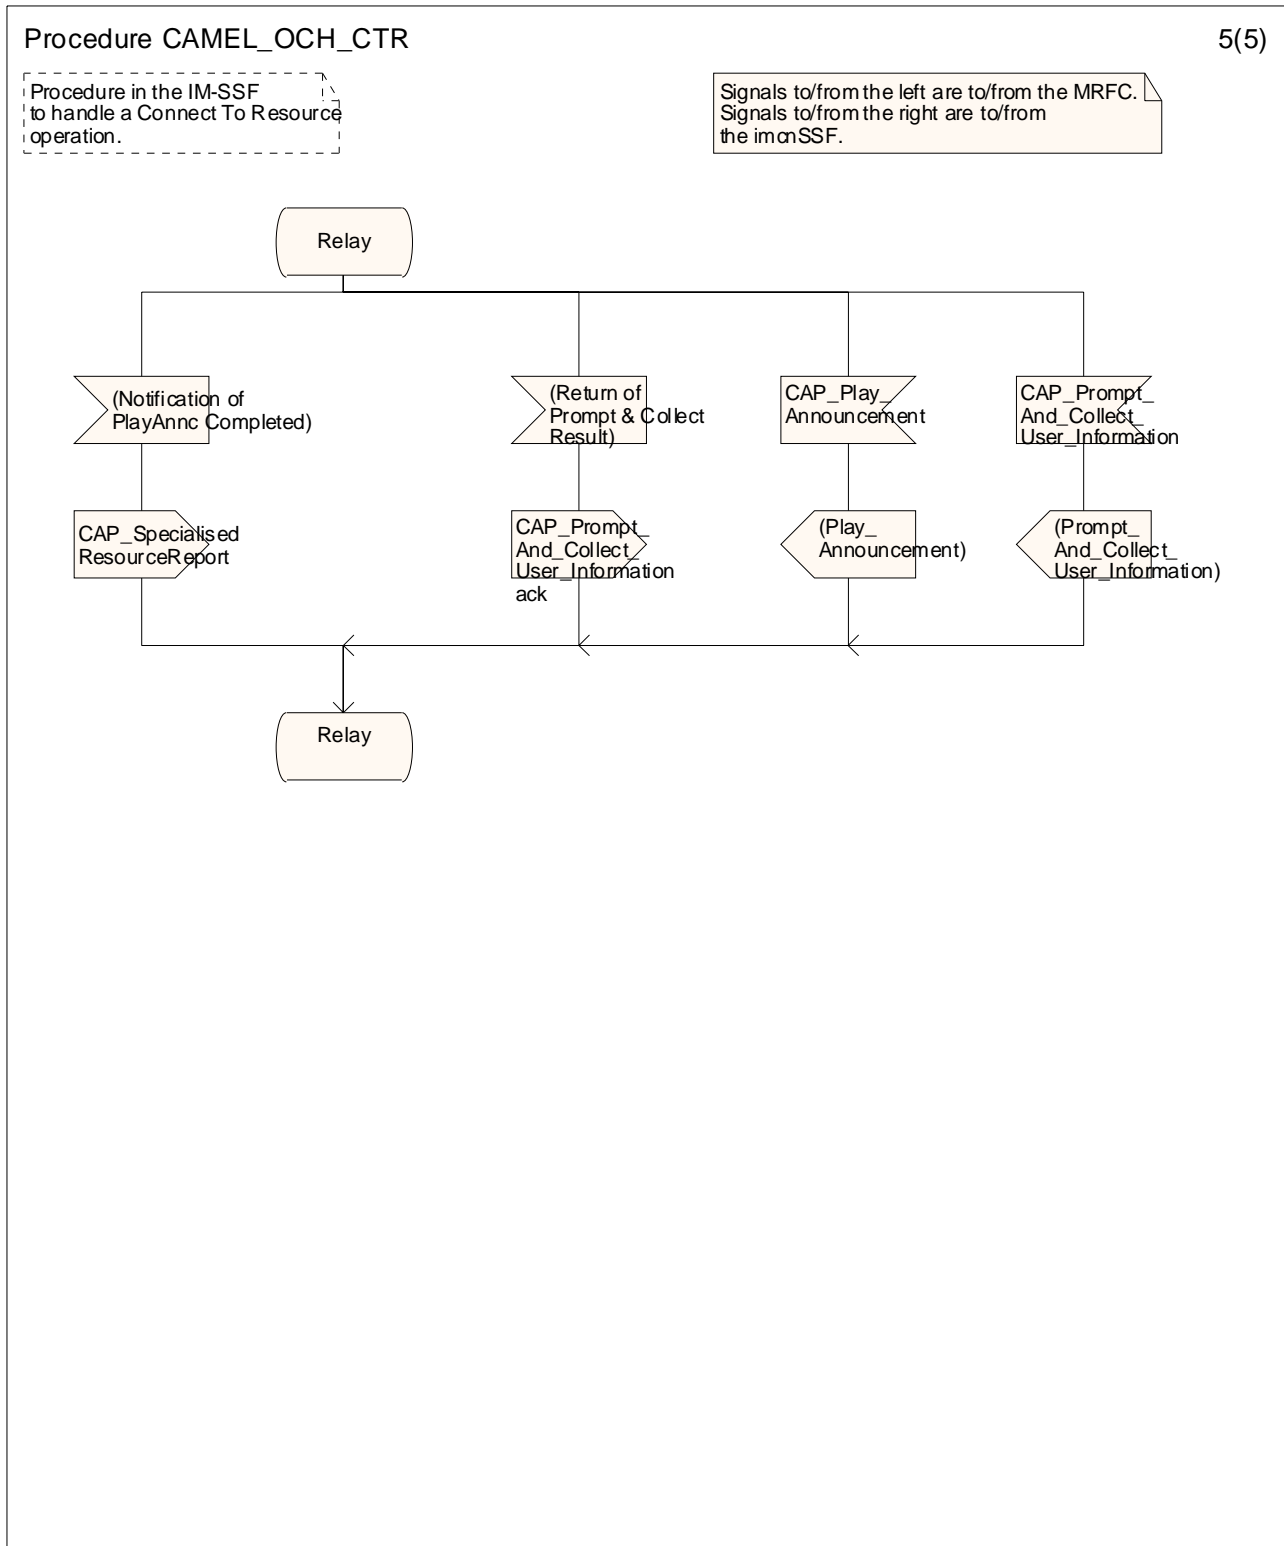 Procedure CAMEL_OCH_CTR
5(5)
Procedure in the IM-SSF
to handle a Connect To Resource
operation.
Signals to/from the left are to/from the MRFC.
Signals to/from the right are to/from
the imcnSSF.
Relay
(Notification of
PlayAnnc Completed)
(Return of
Prompt & Collect
Result)
CAP_Play_
Announcement
CAP_Prompt_
And_Collect_
User_Information
CAP_Specialised
ResourceReport
CAP_Prompt_
And_Collect_
User_Information
ack
(Play_
Announcement)
(Prompt_
And_Collect_
User_Information)
Relay